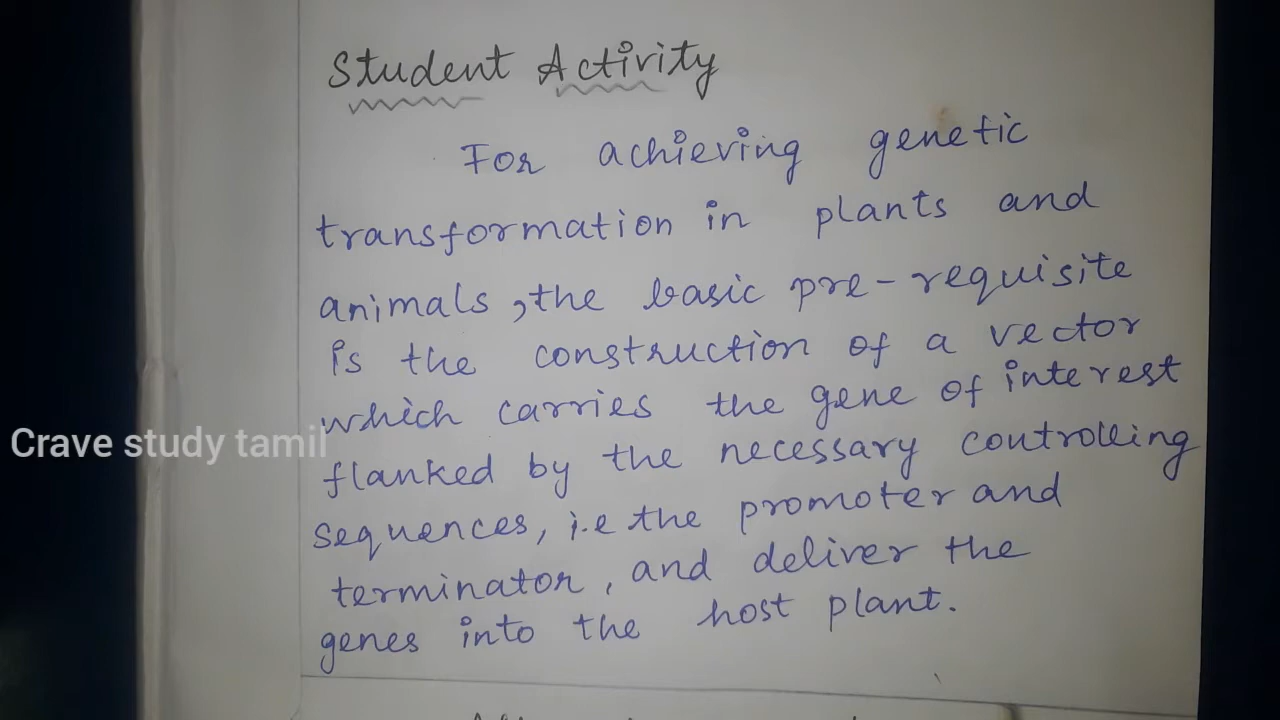 Student Activity
For achieving genetic
transformation in plants and
animals, the basic pre-requisite
is the construction of a vector
which carries the gene of interest
Crave study tamil
flanked by the necessary controlling
sequences, i.e the promoter and
terminator, and deliver the
genes into the host plant.